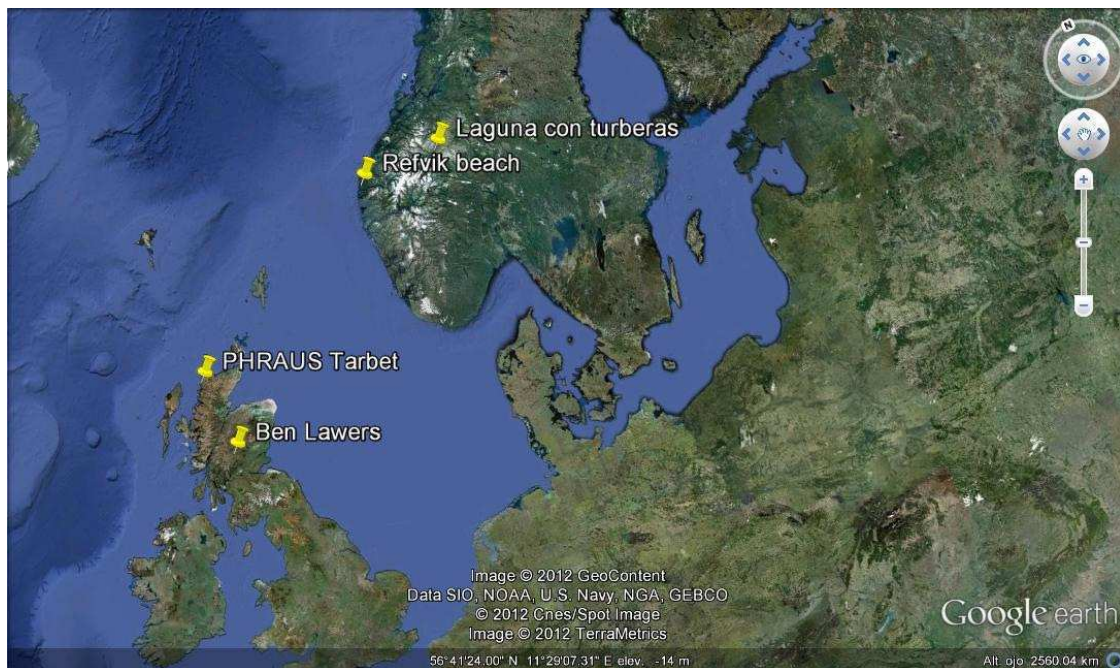 N
Laguna con turberas
Refvik beach
PHRAUS Tarbet
Ben Lawers
Image © 2012 GeoContent
Data SIO, NOAA, U.S. Navy, NGA, GEBCO
© 2012 Cnes/Spot Image
Image © 2012 TerraMetrics
Google earth
56°41'24.00" N 11°29'07.31" E elev. -14 m
Alt. ojo 2560.04 km